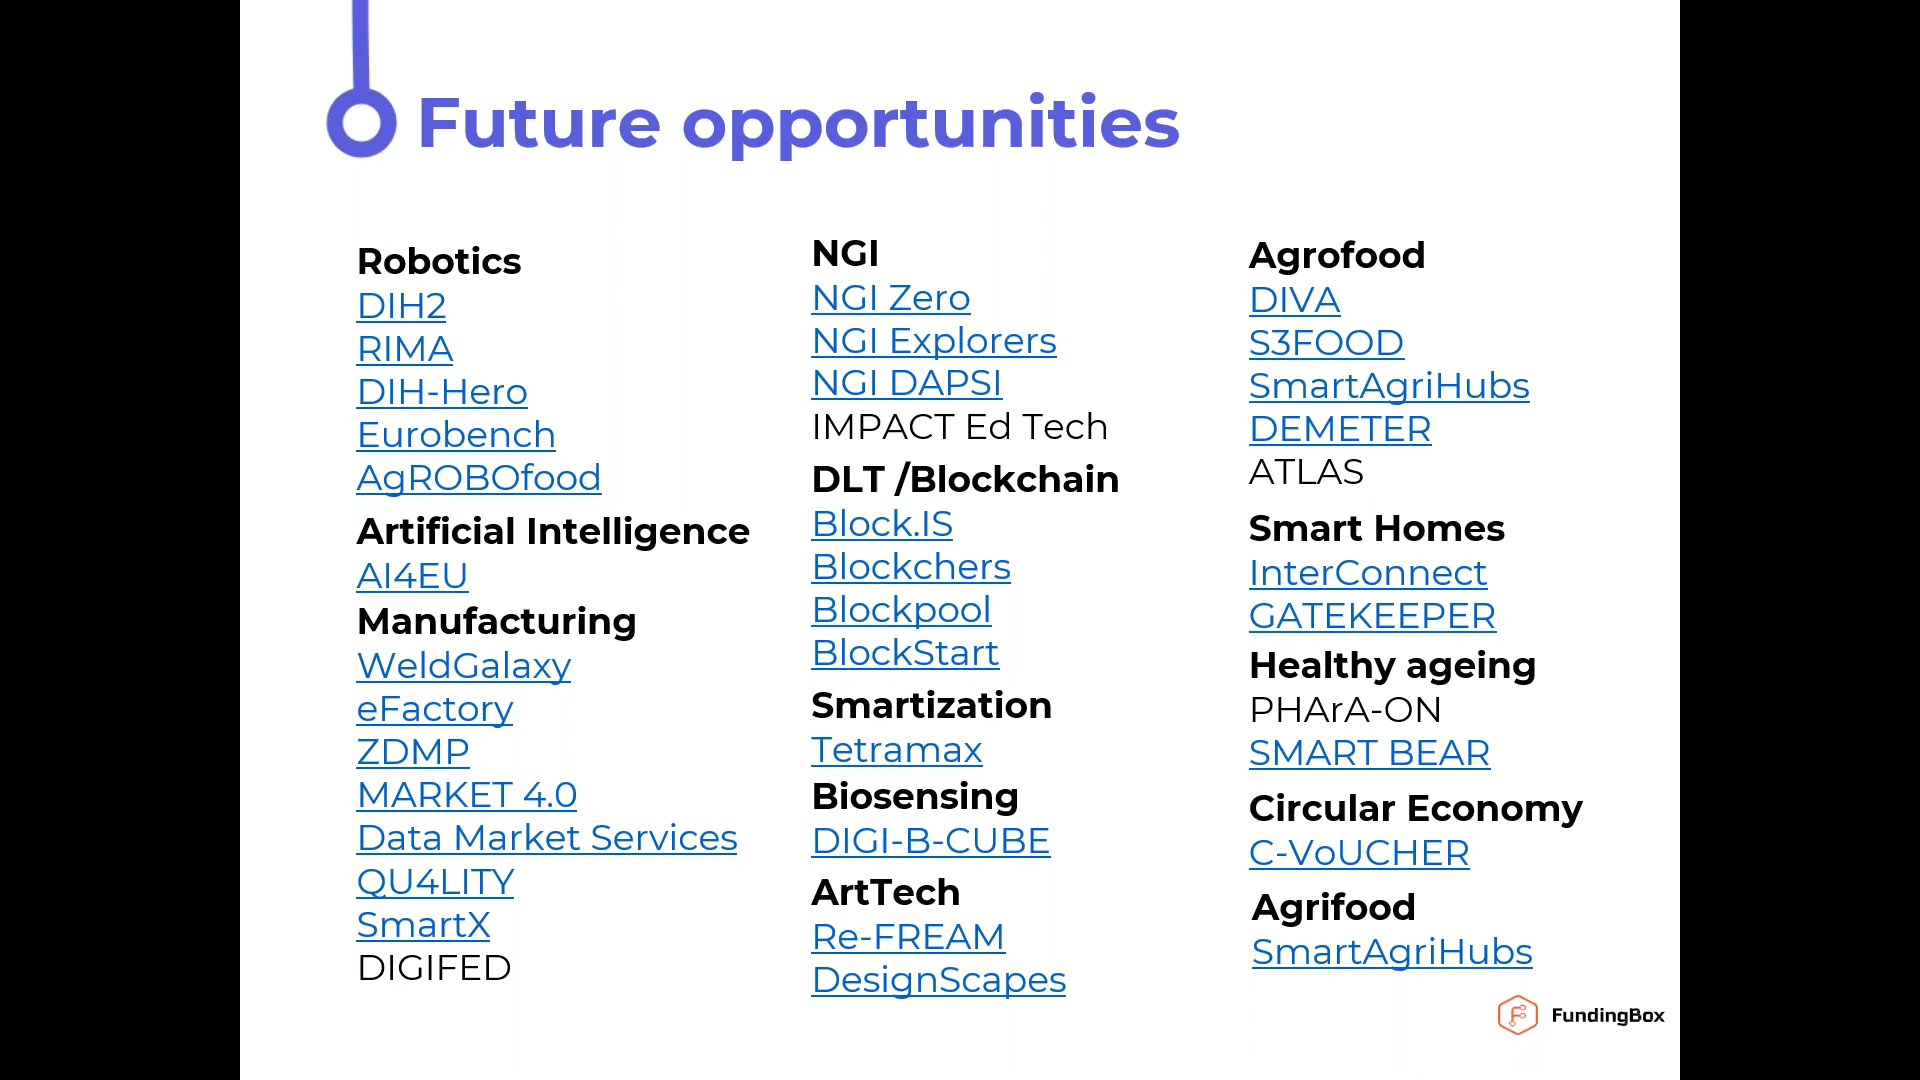 Future opportunities
Robotics
DIH2
RIMA
DIH-Hero
Eurobench
AgROBOfood
Artificial Intelligence
AI4EU
Manufacturing
WeldGalaxy
eFactory
ZDMP
MARKET 4.0
Data Market Services
QU4LITY
SmartX
DIGIFED
NGI
NGI Zero
NGI Explorers
NGI DAPSI
IMPACT Ed Tech
DLT /Blockchain
Block.IS
Blockchers
Blockpool
BlockStart
Smartization
Tetramax
Biosensing
DIGI-B-CUBE
ArtTech
Re-FREAM
DesignScapes
Agrofood
DIVA
S3FOOD
SmartAgriHubs
DEMETER
ATLAS
Smart Homes
InterConnect
GATEKEEPER
Healthy ageing
PHArA-ON
SMART BEAR
Circular Economy
C-VoUCHER
Agrifood
SmartAgriHubs
FundingBox